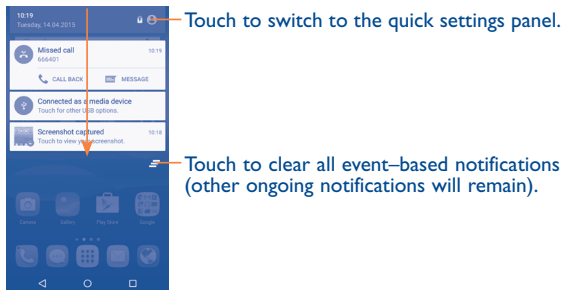 10:19
Tuesday, 14.04.2015
Touch to switch to the quick settings panel.
Missed call 10:19
666401
CALL BACK MESSAGE
Connected as a media device
Touch for other USB options.
Screenshot captured 10:18
Touch to view your screenshot.
Touch to clear all event–based notifications
(other ongoing notifications will remain).
Camera Gallery Play Store Google